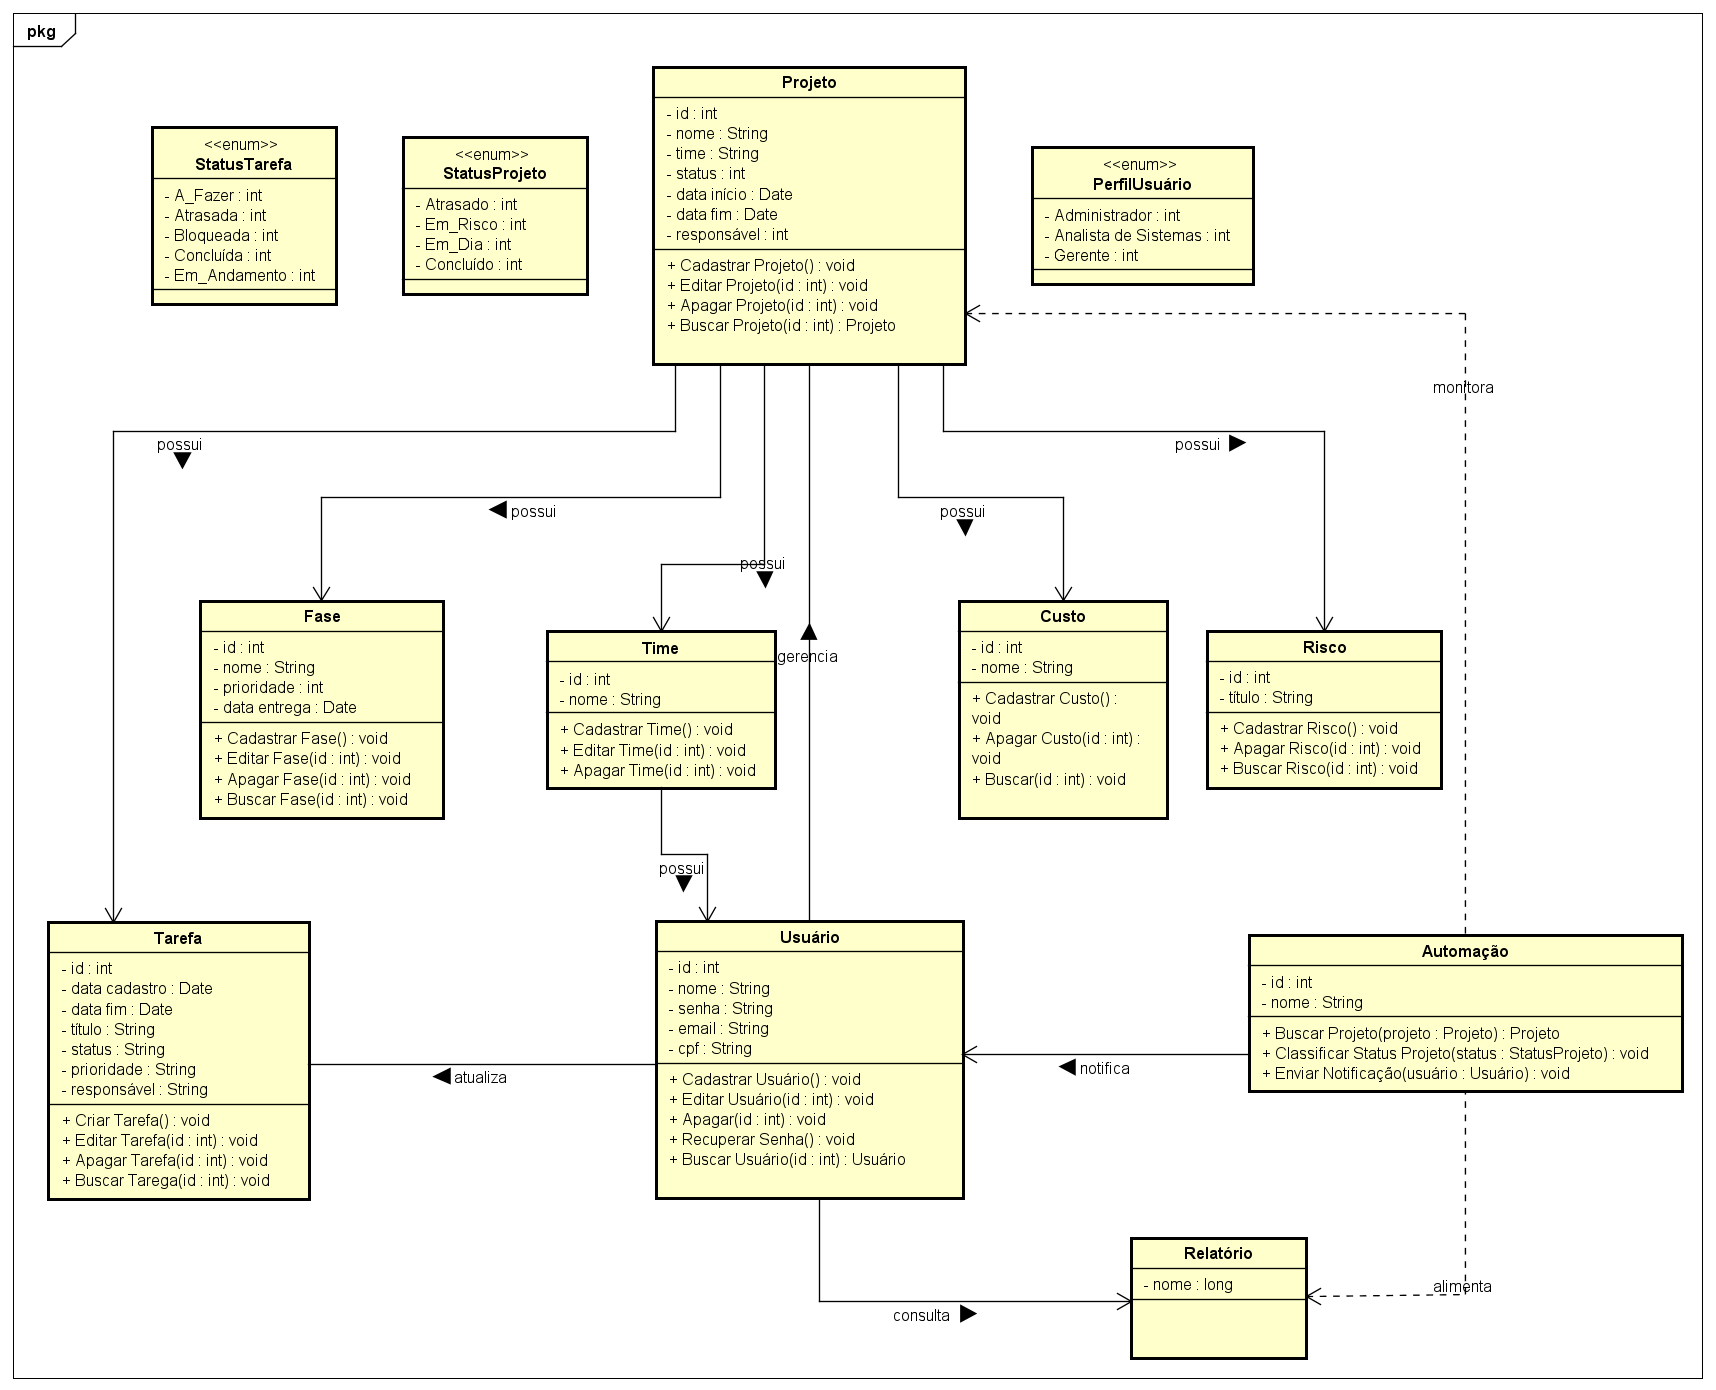 pkg
<<enum>>
StatusTarefa
- A_Fazer : int
- Atrasada : int
- Bloqueada : int
- Concluída : int
- Em_Andamento : int
<<enum>>
StatusProjeto
- Atrasado : int
- Em_Risco : int
- Em_Dia : int
- Concluído : int
Projeto
- id : int
- nome : String
- time : String
- status : int
- data início : Date
- data fim : Date
- responsável : int
+ Cadastrar Projeto() : void
+ Editar Projeto(id : int) : void
+ Apagar Projeto(id : int) : void
+ Buscar Projeto(id : int) : Projeto
<<enum>>
PerfilUsuário
- Administrador : int
- Analista de Sistemas : int
- Gerente : int
monitora
possui
possui
possui
possui
possui
Fase
- id : int
- nome : String
- prioridade : int
- data entrega : Date
+ Cadastrar Fase() : void
+ Editar Fase(id : int) : void
+ Apagar Fase(id : int) : void
+ Buscar Fase(id : int) : void
Time
- id : int
- nome : String
+ Cadastrar Time() : void
+ Editar Time(id : int) : void
+ Apagar Time(id : int) : void
gerencia
Custo
- id : int
- nome : String
+ Cadastrar Custo() :
void
+ Apagar Custo(id : int) :
void
+ Buscar(id : int) : void
Risco
- id : int
- título : String
+ Cadastrar Risco() : void
+ Apagar Risco(id : int) : void
+ Buscar Risco(id : int) : void
possui
Tarefa
- id : int
- data cadastro : Date
- data fim : Date
- título : String
- status : String
- prioridade : String
- responsável : String
+ Criar Tarefa() : void
+ Editar Tarefa(id : int) : void
+ Apagar Tarefa(id : int) : void
+ Buscar Tarega(id : int) : void
atualiza
Usuário
- id : int
- nome : String
- senha : String
- email : String
- cpf : String
+ Cadastrar Usuário() : void
+ Editar Usuário(id : int) : void
+ Apagar(id : int) : void
+ Recuperar Senha() : void
+ Buscar Usuário(id : int) : Usuário
notifica
Automação
- id : int
- nome : String
+ Buscar Projeto(projeto : Projeto) : Projeto
+ Classificar Status Projeto(status : StatusProjeto) : void
+ Enviar Notificação(usuário : Usuário) : void
consulta
Relatório
- nome : long
alimenta